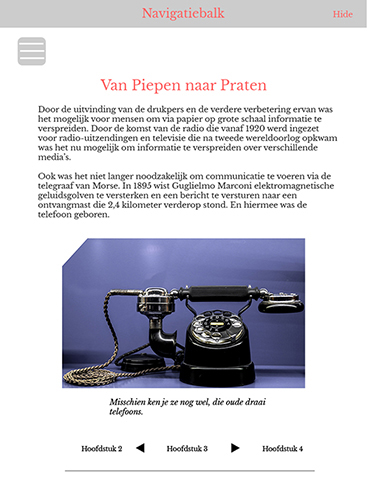 Navigatiebalk
Hide
Van Piepen naar Praten
Door de uitvinding van de drukpers en de verdere verbetering ervan was
het mogelijk voor mensen om via papier op grote schaal informatie te
verspreiden. Door de komst van de radio die vanaf 1920 werd ingezet
voor radio-uitzendingen en televisie die na tweede wereldoorlog opkwam
was het nu mogelijk om informatie te verspreiden over verschillende
media's.
Ook was het niet langer noodzakelijk om communicatie te voeren via de
telegraaf van Morse. In 1895 wist Guglielmo Marconi elektromagnetische
geluidsgolven te versterken en een bericht te versturen naar een
ontvangmast die 2,4 kilometer verderop stond. En hiermee was de
telefoon geboren.
Misschien ken je ze nog wel, die oude draai
telefoons.
Hoofdstuk 2
Hoofdstuk 3
Hoofdstuk 4